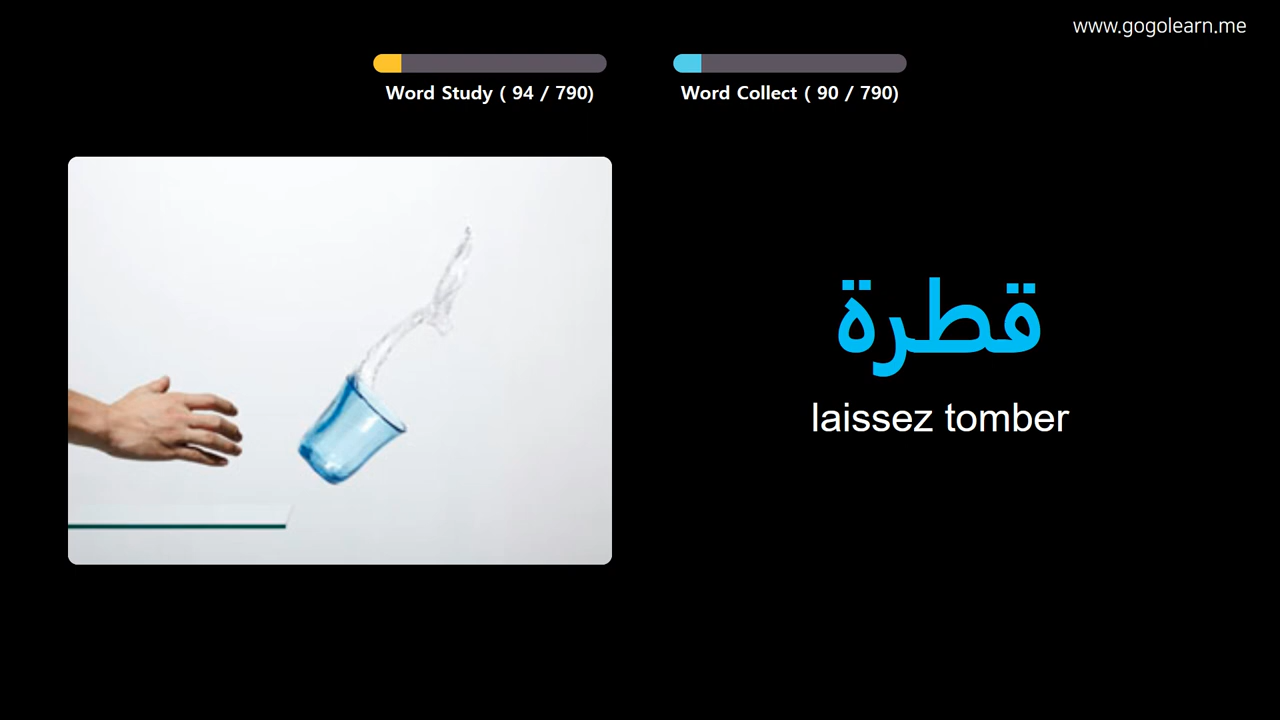 www.gogolearn.me
Word Study ( 94 / 790)
Word Collect ( 90 / 790)
قطرة
laissez tomber